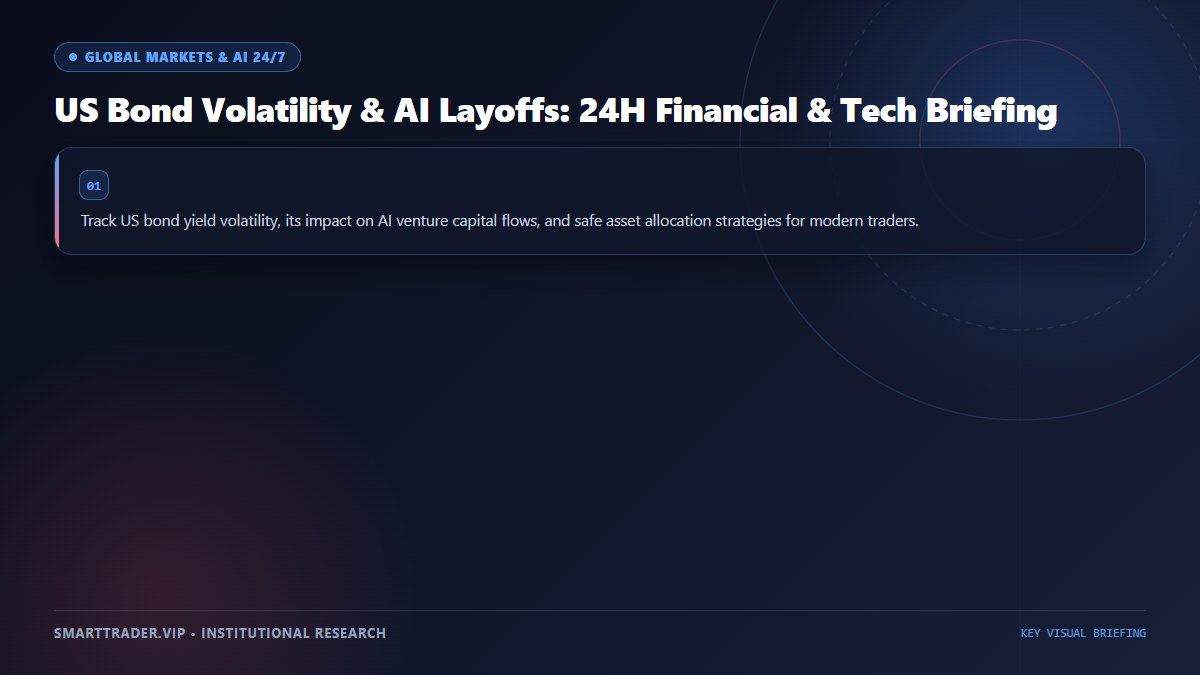 GLOBAL MARKETS & AI 24/7
US Bond Volatility & AI Layoffs: 24H Financial & Tech Briefing
01
Track US bond yield volatility, its impact on AI venture capital flows, and safe asset allocation strategies for modern traders.
SMARTTRADER.VIP • INSTITUTIONAL RESEARCH
KEY VISUAL BRIEFING